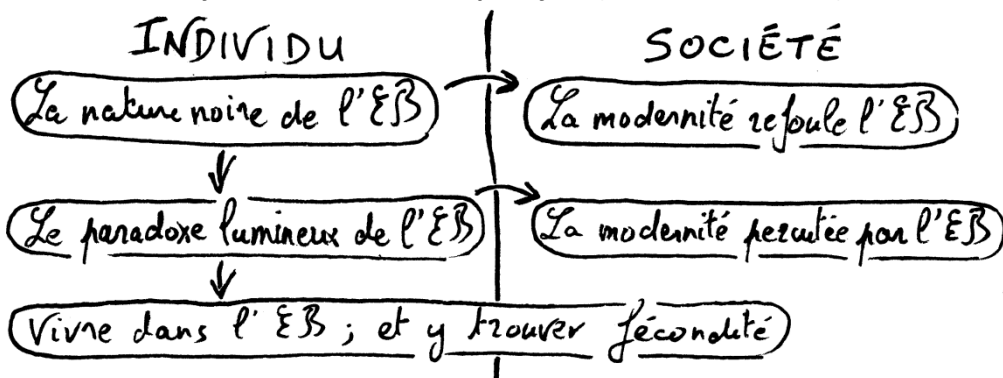 INDIVIDU
SOCIÉTÉ
La nature noire de l'EB
La modernité refoule l'EB
Le paradoxe lumineux de l'EB
La modernité percutée par l'EB
Vivre dans l'EB ; et y trouver fécondité